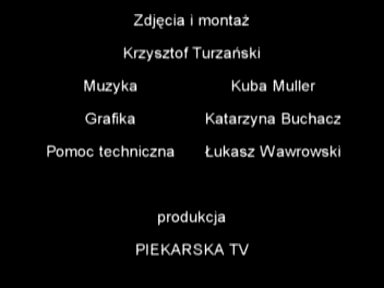 Zdjęcia i montaż
Krzysztof Turzański
Muzyka Kuba Muller
Grafika Katarzyna Buchacz
Pomoc techniczna Łukasz Wawrowski
produkcja
PIEKARSKA TV